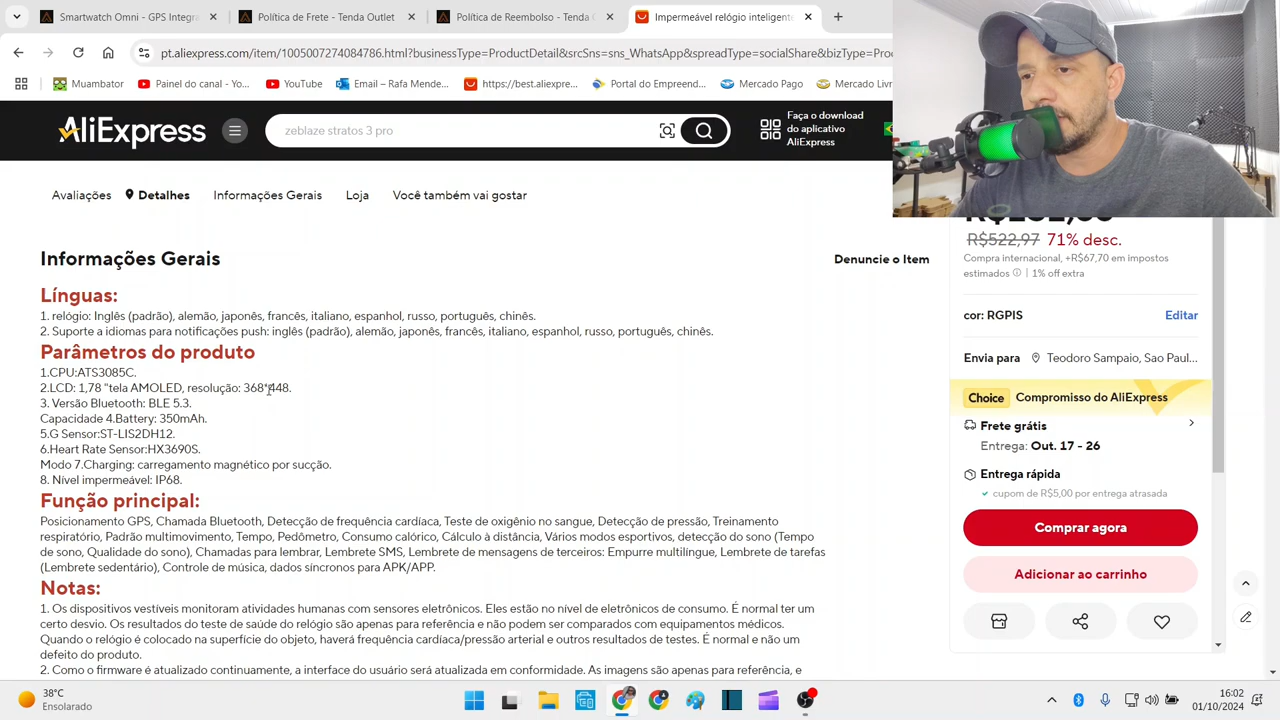 Smartwatch Omni - GPS Integra
Política de Frete - Tenda Outlet
Política de Reembolso - Tenda
Impermeável relógio inteligente
pt.aliexpress.com/item/1005007274084786.html?businessType=ProductDetail&srcSns=sns_WhatsApp&spreadType=socialShare&bizType=Pro
Muambator
Painel do canal - Yo...
YouTube
Email – Rafa Mende...
https://best.aliexpre...
Portal do Empreend...
Mercado Pago
Mercado Livr
AliExpress
zeblaze stratos 3 pro
Faça o download
do aplicativo
AliExpress
Avaliações
Detalhes
Informações Gerais
Loja
Você também vai gostar
R$522,97 71% desc.
Compra internacional, +R$67,70 em impostos
estimados | 1% off extra
Informações Gerais
Denuncie o Item
Línguas:
1. relógio: Inglês (padrão), alemão, japonês, francês, italiano, espanhol, russo, português, chinês.
2. Suporte a idiomas para notificações push: inglês (padrão), alemão, japonês, francês, italiano, espanhol, russo, português, chinês.
Parâmetros do produto
1.CPU:ATS3085C.
2.LCD: 1,78 "tela AMOLED, resolução: 368*448.
3. Versão Bluetooth: BLE 5.3.
Capacidade 4.Battery: 350mAh.
5.G Sensor:ST-LIS2DH12.
6.Heart Rate Sensor:HX3690S.
Modo 7.Charging: carregamento magnético por sucção.
8. Nível impermeável: IP68.
Função principal:
Posicionamento GPS, Chamada Bluetooth, Detecção de frequência cardíaca, Teste de oxigênio no sangue, Detecção de pressão, Treinamento
respiratório, Padrão multimovimento, Tempo, Pedômetro, Consumo calórico, Cálculo à distância, Vários modos esportivos, detecção do sono (Tempo
de sono, Qualidade do sono), Chamadas para lembrar, Lembrete SMS, Lembrete de mensagens de terceiros: Empurre multilíngue, Lembrete de tarefas
(Lembrete sedentário), Controle de música, dados síncronos para APK/APP.
Notas:
1. Os dispositivos vestíveis monitoram atividades humanas com sensores eletrônicos. Eles estão no nível de eletrônicos de consumo. É normal ter um
certo desvio. Os resultados do teste de saúde do relógio são apenas para referência e não podem ser comparados com equipamentos médicos.
Quando o relógio é colocado na superfície do objeto, haverá frequência cardíaca/pressão arterial e outros resultados de testes. É normal e não um
defeito do produto.
2. Como o firmware é atualizado continuamente, a interface do usuário será atualizada em conformidade. As imagens são apenas para referência, e
cor: RGPIS
Editar
Envia para
Teodoro Sampaio, Sao Paul...
Choice Compromisso do AliExpress
Frete grátis
Entrega: Out. 17 - 26
Entrega rápida
cupom de R$5,00 por entrega atrasada
Comprar agora
Adicionar ao carrinho
38°C
Ensolarado
16:02
01/10/2024